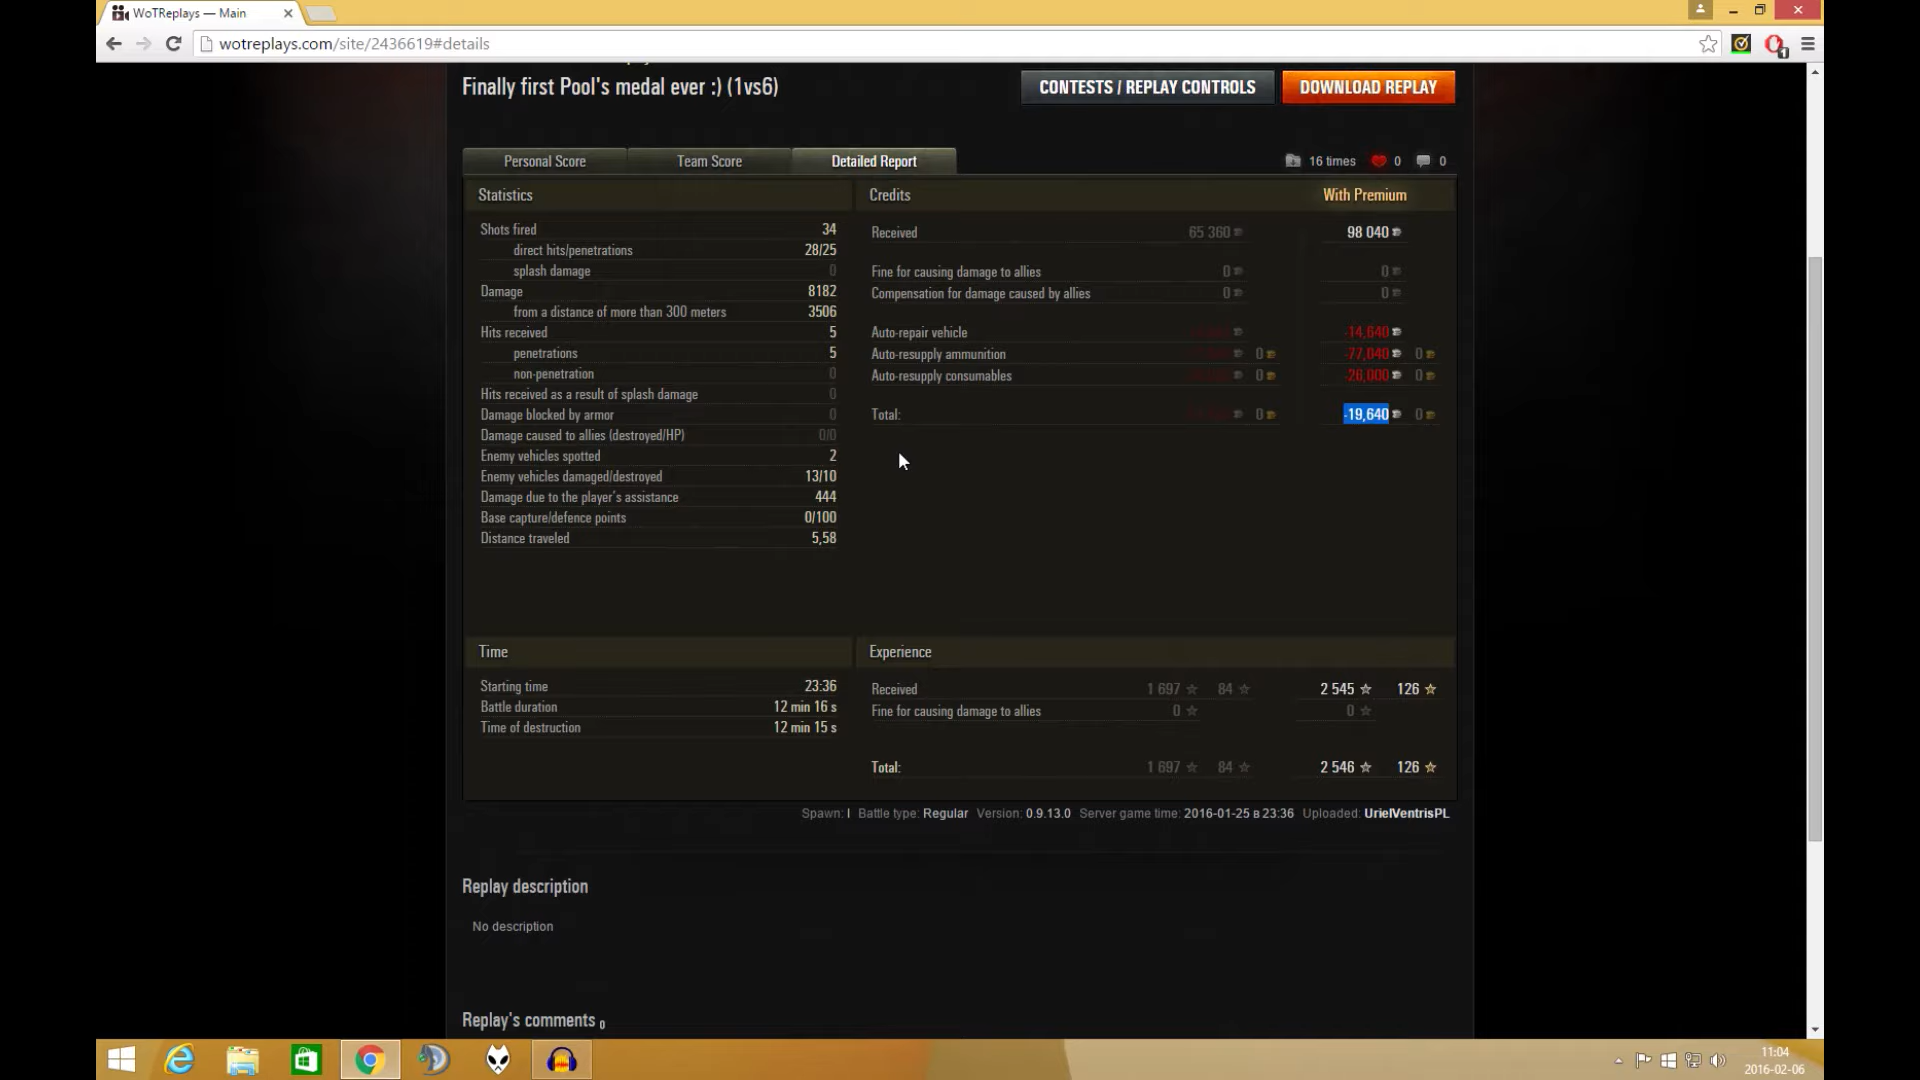 WoTReplays — Main
wotreplays.com/site/2436619#details
Finally first Pool's medal ever :) (1vs6)
CONTESTS / REPLAY CONTROLS
DOWNLOAD REPLAY
Personal Score Team Score Detailed Report
16 times 0 0
Statistics
Shots fired 34
direct hits/penetrations 28/25
splash damage 0
Damage 8182
from a distance of more than 300 meters 3506
Hits received 5
penetrations 5
non-penetration 0
Hits received as a result of splash damage 0
Damage blocked by armor 0
Damage caused to allies (destroyed/HP) 0/0
Enemy vehicles spotted 2
Enemy vehicles damaged/destroyed 13/10
Damage due to the player's assistance 444
Base capture/defence points 0/100
Distance traveled 5,58
Credits With Premium
Received 65 360 98 040
Fine for causing damage to allies 0 0
Compensation for damage caused by allies 0 0
Auto-repair vehicle -14,640
Auto-resupply ammunition 0 -77,040 0
Auto-resupply consumables 0 -26,000 0
Total: 0 -19,640 0
Time
Starting time 23:36
Battle duration 12 min 16 s
Time of destruction 12 min 15 s
Experience
Received 1 697 84 2 545 126
Fine for causing damage to allies 0 0
Total: 1 697 84 2 546 126
Spawn: I Battle type: Regular Version: 0.9.13.0 Server game time: 2016-01-25 в 23:36 Uploaded: UrielVentrisPL
Replay description
No description
Replay's comments 0
11:04
2016-02-06